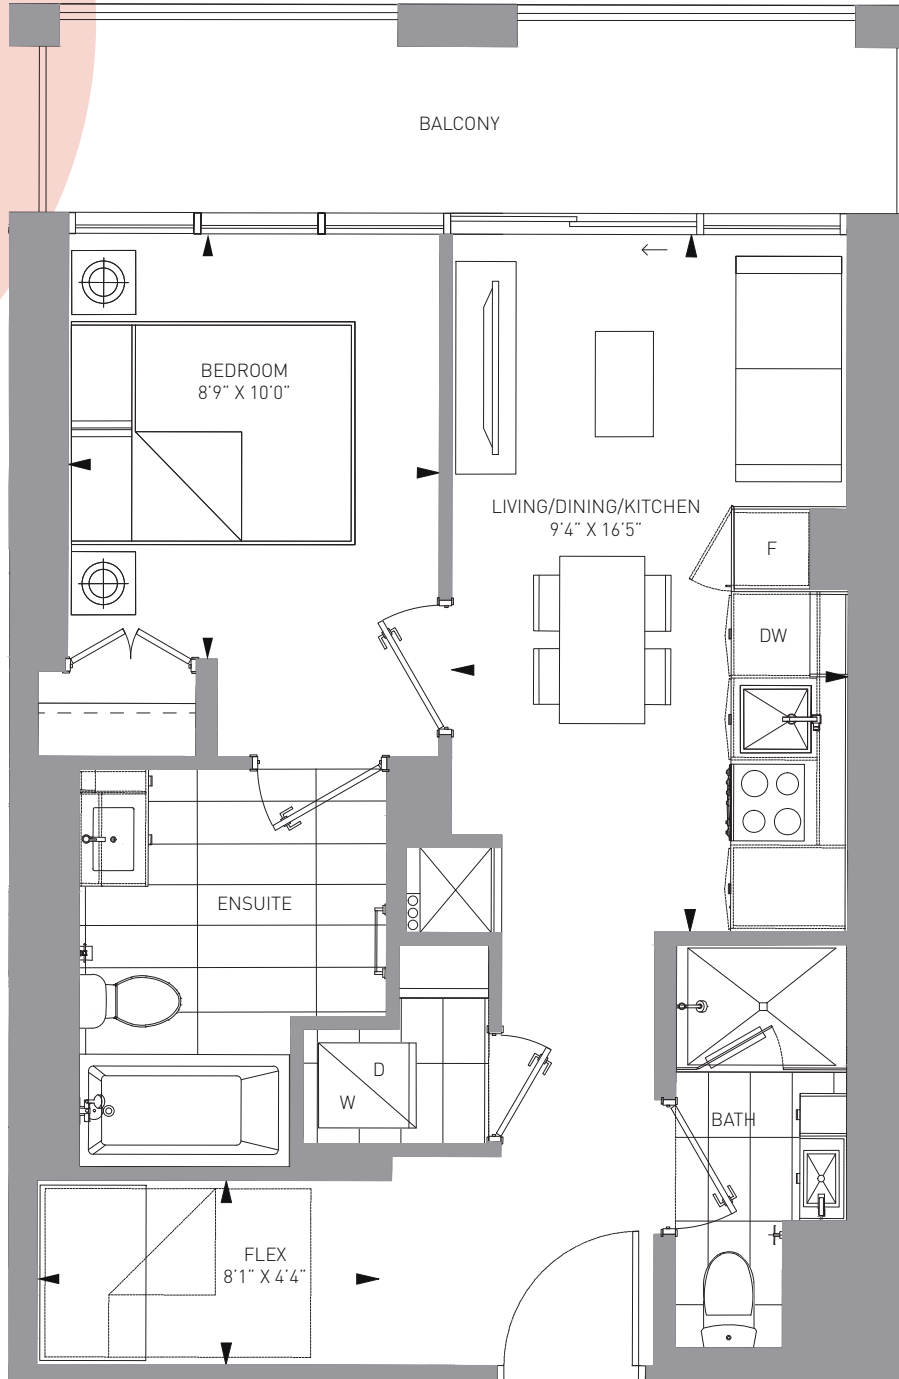 BALCONY
BEDROOM
8'9" X 10'0"
LIVING/DINING/KITCHEN
9'4" X 16'5"
F
DW
ENSUITE
D
W
BATH
FLEX
8'1" X 4'4"